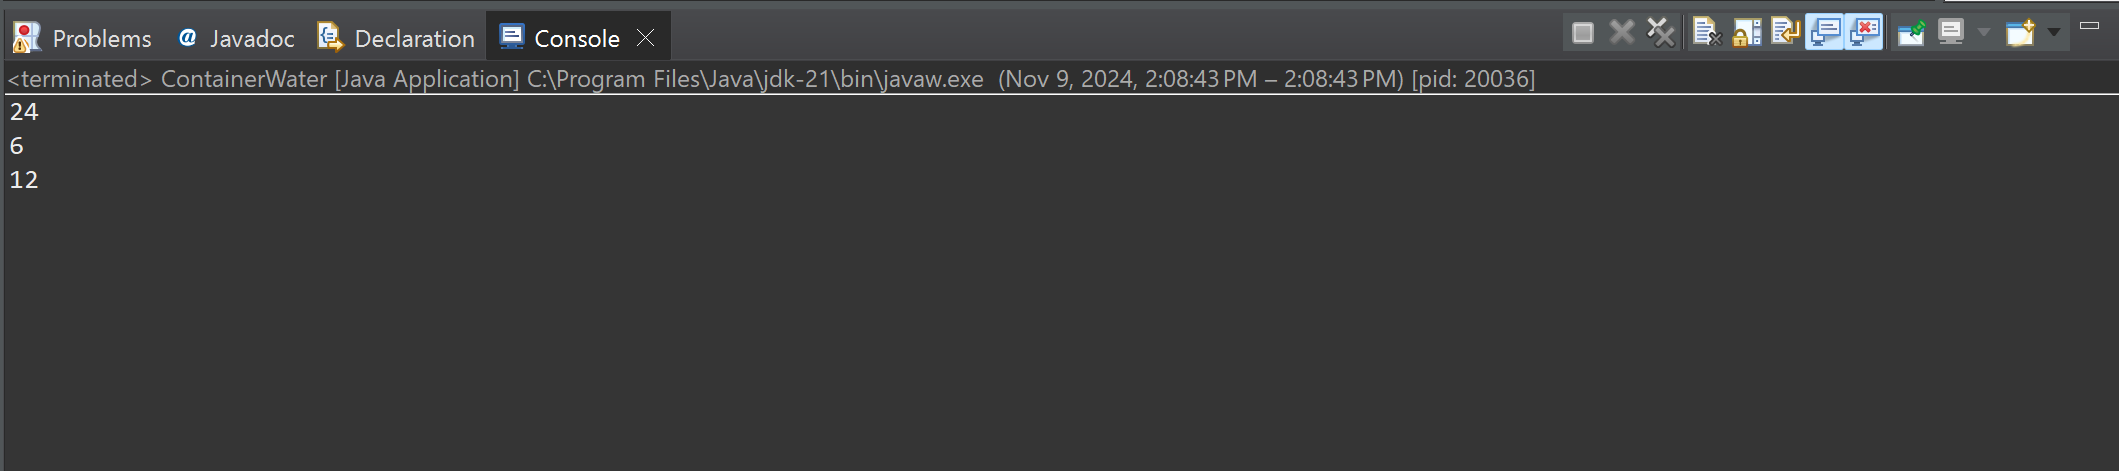 Problems @ Javadoc Declaration Console
<terminated> ContainerWater [Java Application] C:\Program Files\Java\jdk-21\bin\javaw.exe (Nov 9, 2024, 2:08:43 PM – 2:08:43 PM) [pid: 20036]
24
6
12